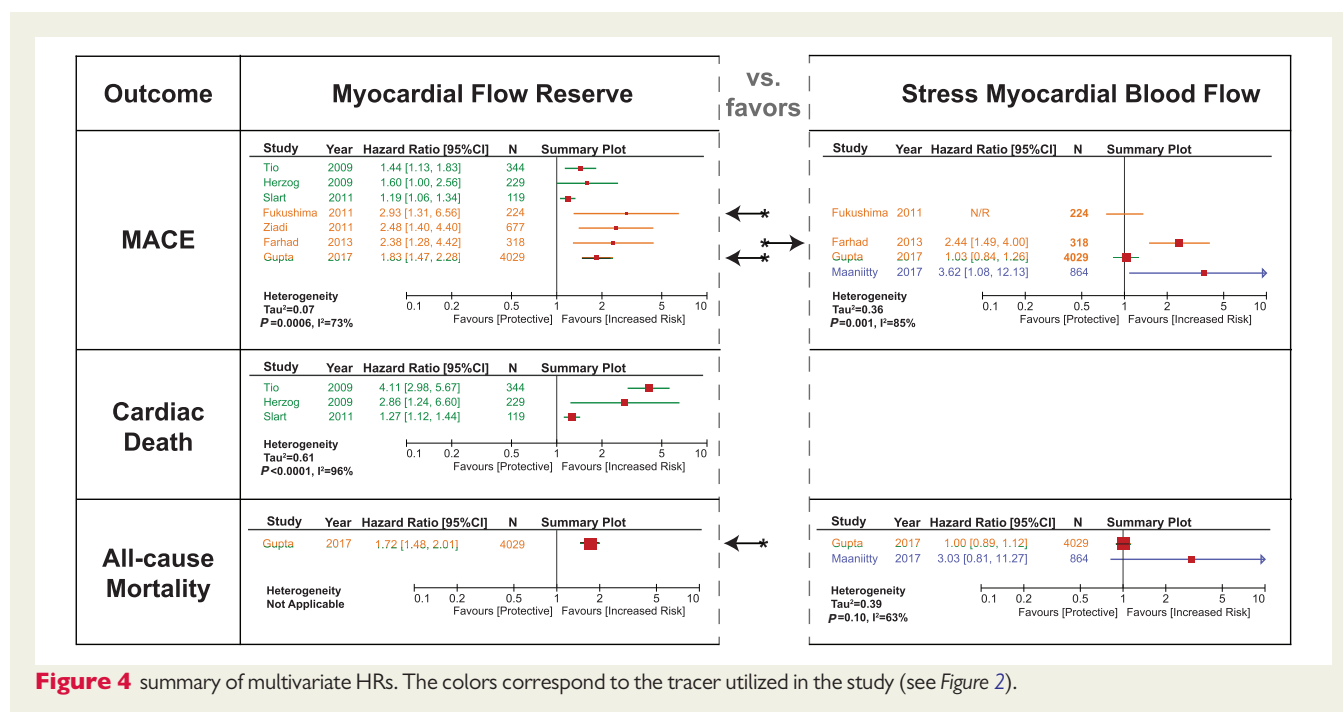 Outcome
Myocardial Flow Reserve
vs.
favors
Stress Myocardial Blood Flow
MACE
Study Year Hazard Ratio [95%CI] N Summary Plot
Tio 2009 1.44 [1.13, 1.83] 344
Herzog 2009 1.60 [1.00, 2.56] 229
Slart 2011 1.19 [1.06, 1.34] 119
Fukushima 2011 2.93 [1.31, 6.56] 224
Ziadi 2011 2.48 [1.40, 4.40] 677
Farhad 2013 2.38 [1.28, 4.42] 318
Gupta 2017 1.83 [1.47, 2.28] 4029
Heterogeneity
Tau²=0.07
P=0.0006, I²=73%
0.1 0.2 0.5 1 2 5 10
Favours [Protective] Favours [Increased Risk]
*
*
*
Study Year Hazard Ratio [95%CI] N Summary Plot
Fukushima 2011 N/R 224
Farhad 2013 2.44 [1.49, 4.00] 318
Gupta 2017 1.03 [0.84, 1.26] 4029
Maaniitty 2017 3.62 [1.08, 12.13] 864
Heterogeneity
Tau²=0.36
P=0.001, I²=85%
0.1 0.2 0.5 1 2 5 10
Favours [Protective] Favours [Increased Risk]
Cardiac
Death
Study Year Hazard Ratio [95%CI] N Summary Plot
Tio 2009 4.11 [2.98, 5.67] 344
Herzog 2009 2.86 [1.24, 6.60] 229
Slart 2011 1.27 [1.12, 1.44] 119
Heterogeneity
Tau²=0.61
P<0.0001, I²=96%
0.1 0.2 0.5 1 2 5 10
Favours [Protective] Favours [Increased Risk]
All-cause
Mortality
Study Year Hazard Ratio [95%CI] N Summary Plot
Gupta 2017 1.72 [1.48, 2.01] 4029
Heterogeneity
Not Applicable
0.1 0.2 0.5 1 2 5 10
Favours [Protective] Favours [Increased Risk]
*
Study Year Hazard Ratio [95%CI] N Summary Plot
Gupta 2017 1.00 [0.89, 1.12] 4029
Maaniitty 2017 3.03 [0.81, 11.27] 864
Heterogeneity
Tau²=0.39
P=0.10, I²=63%
0.1 0.2 0.5 1 2 5 10
Favours [Protective] Favours [Increased Risk]
Figure 4 summary of multivariate HRs. The colors correspond to the tracer utilized in the study (see Figure 2).